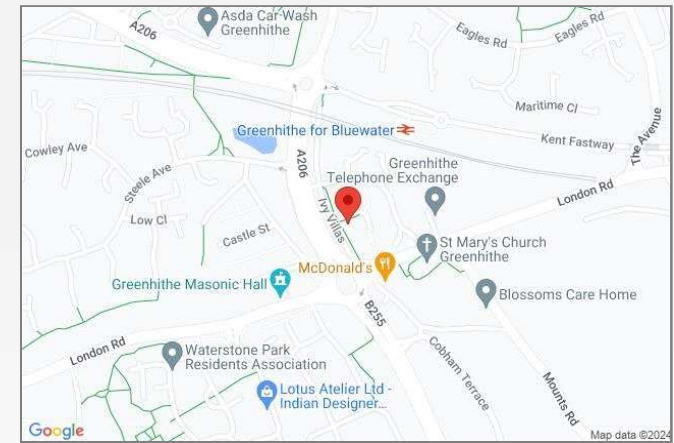 Asda Car Wash
Greenhithe
A206
Eagles Rd
Eagles Rd
Maritime Cl
The Avenue
Greenhithe for Bluewater
Kent Fastway
Cowley Ave
A206
Greenhithe
Telephone Exchange
Steele Ave
London Rd
Low Cl
Ivy Villas
Castle St
St Mary's Church
Greenhithe
McDonald's
Greenhithe Masonic Hall
Blossoms Care Home
B255
London Rd
Waterstone Park
Residents Association
Cobham Terrace
Mounts Rd
Lotus Atelier Ltd -
Indian Designer...
Google
Map data ©2024